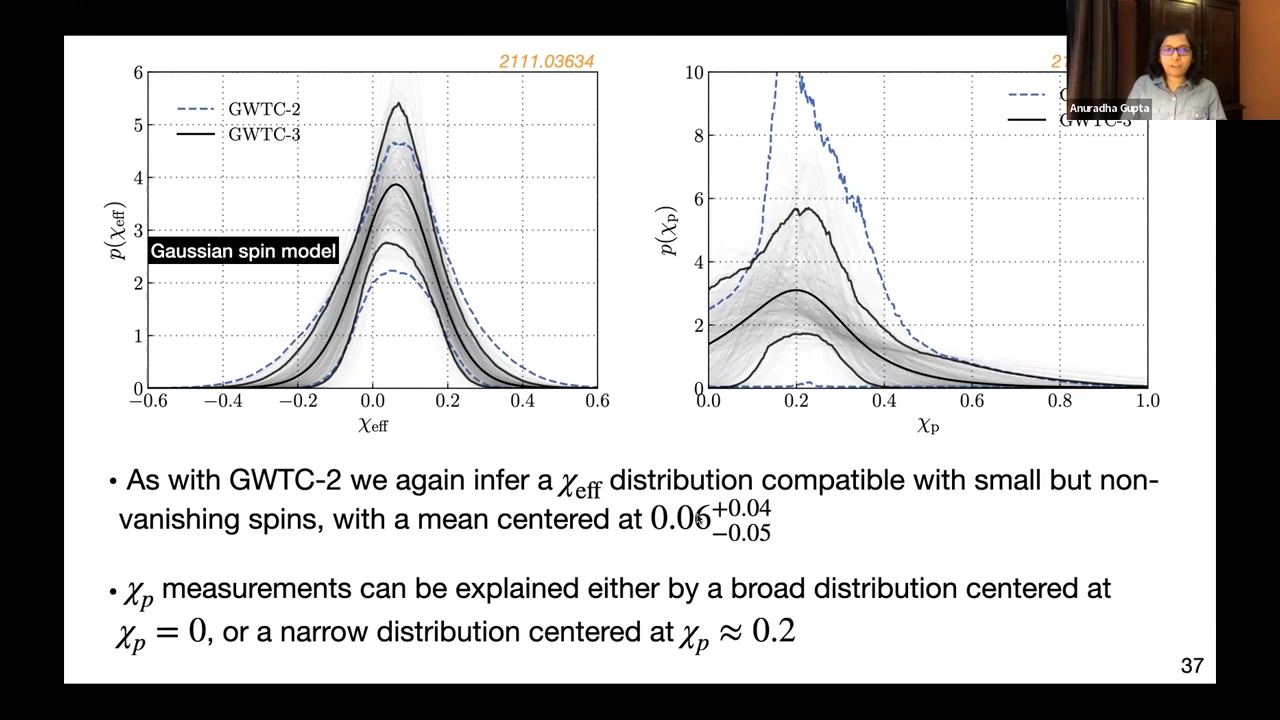 2111.03634
6
5
4
3
2
1
0
GWTC-2
GWTC-3
Gaussian spin model
p(χeff)
−0.6 −0.4 −0.2 0.0 0.2 0.4 0.6
χeff
21
10
8
6
4
2
0
GWTC-3
p(χp)
0.0 0.2 0.4 0.6 0.8 1.0
χp
Anuradha Gupta
• As with GWTC-2 we again infer a χeff distribution compatible with small but non-
vanishing spins, with a mean centered at 0.06 +0.04 −0.05
• χp measurements can be explained either by a broad distribution centered at
χp = 0, or a narrow distribution centered at χp ≈ 0.2
37